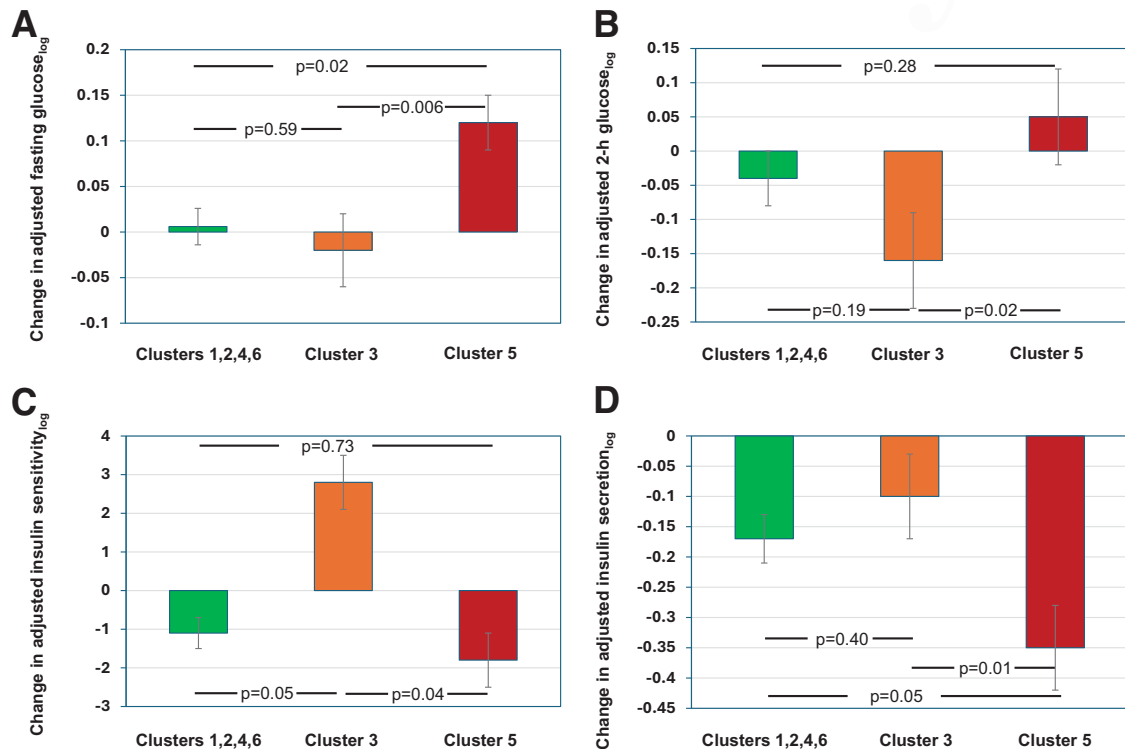 A
Change in adjusted fasting glucose log
0.2
0.15
0.1
0.05
0
-0.05
-0.1
p=0.02
p=0.006
p=0.59
Clusters 1,2,4,6 Cluster 3 Cluster 5
B
Change in adjusted 2-h glucose log
0.15
0.1
0.05
0
-0.05
-0.1
-0.15
-0.2
-0.25
p=0.28
p=0.19 p=0.02
Clusters 1,2,4,6 Cluster 3 Cluster 5
C
Change in adjusted insulin sensitivity log
4
3
2
1
0
-1
-2
-3
p=0.73
p=0.05 p=0.04
Clusters 1,2,4,6 Cluster 3 Cluster 5
D
Change in adjusted insulin secretion log
0
-0.05
-0.1
-0.15
-0.2
-0.25
-0.3
-0.35
-0.4
-0.45
p=0.40
p=0.01
p=0.05
Clusters 1,2,4,6 Cluster 3 Cluster 5